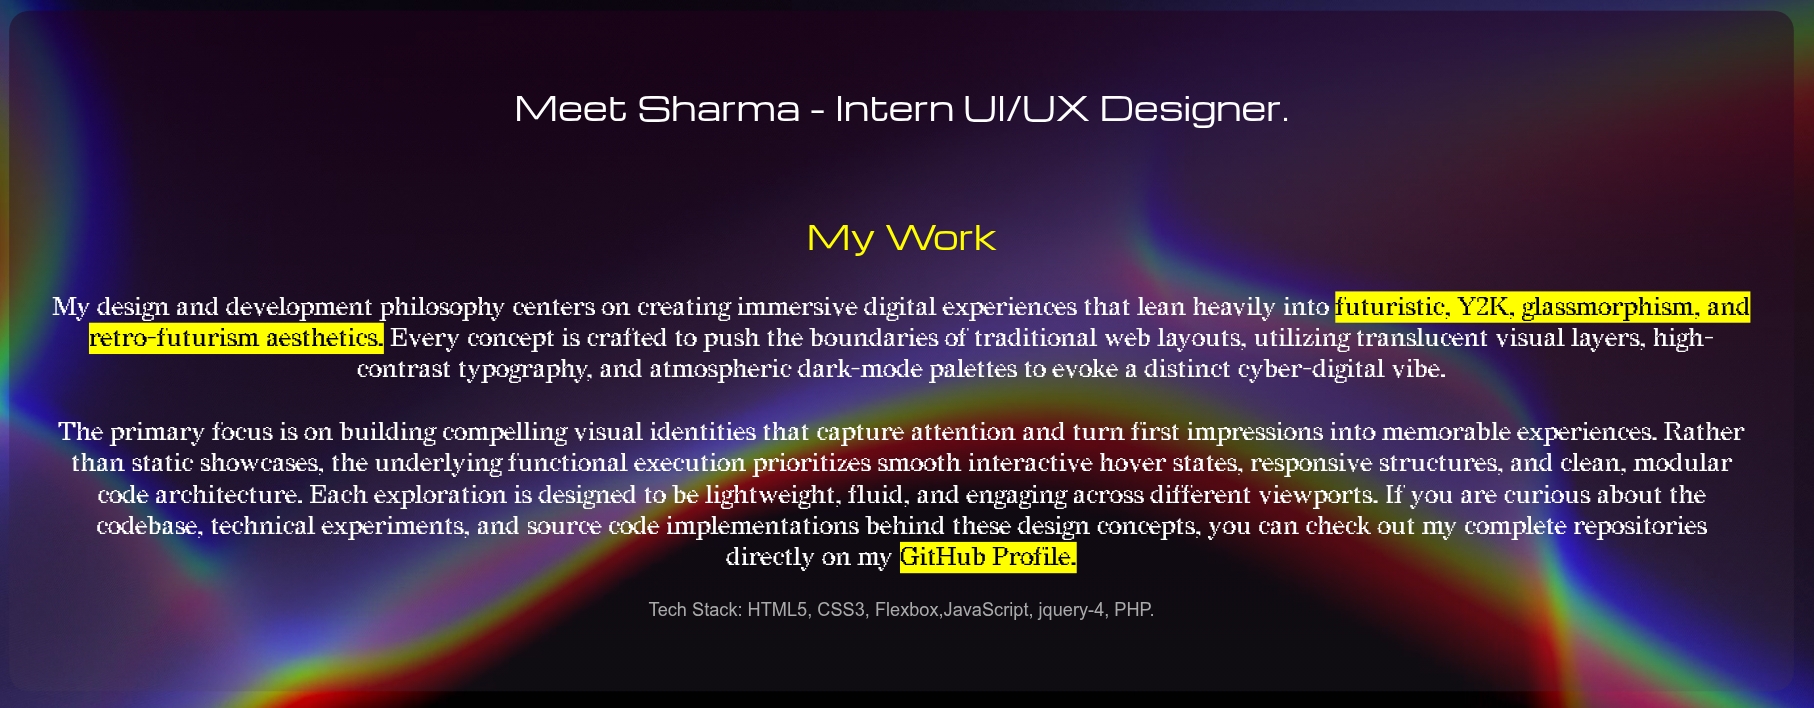 Meet Sharma - Intern UI/UX Designer.
My Work
My design and development philosophy centers on creating immersive digital experiences that lean heavily into futuristic, Y2K, glassmorphism, and
retro-futurism aesthetics. Every concept is crafted to push the boundaries of traditional web layouts, utilizing translucent visual layers, high-
contrast typography, and atmospheric dark-mode palettes to evoke a distinct cyber-digital vibe.
The primary focus is on building compelling visual identities that capture attention and turn first impressions into memorable experiences. Rather
than static showcases, the underlying functional execution prioritizes smooth interactive hover states, responsive structures, and clean, modular
code architecture. Each exploration is designed to be lightweight, fluid, and engaging across different viewports. If you are curious about the
codebase, technical experiments, and source code implementations behind these design concepts, you can check out my complete repositories
directly on my GitHub Profile.
Tech Stack: HTML5, CSS3, Flexbox,JavaScript, jquery-4, PHP.